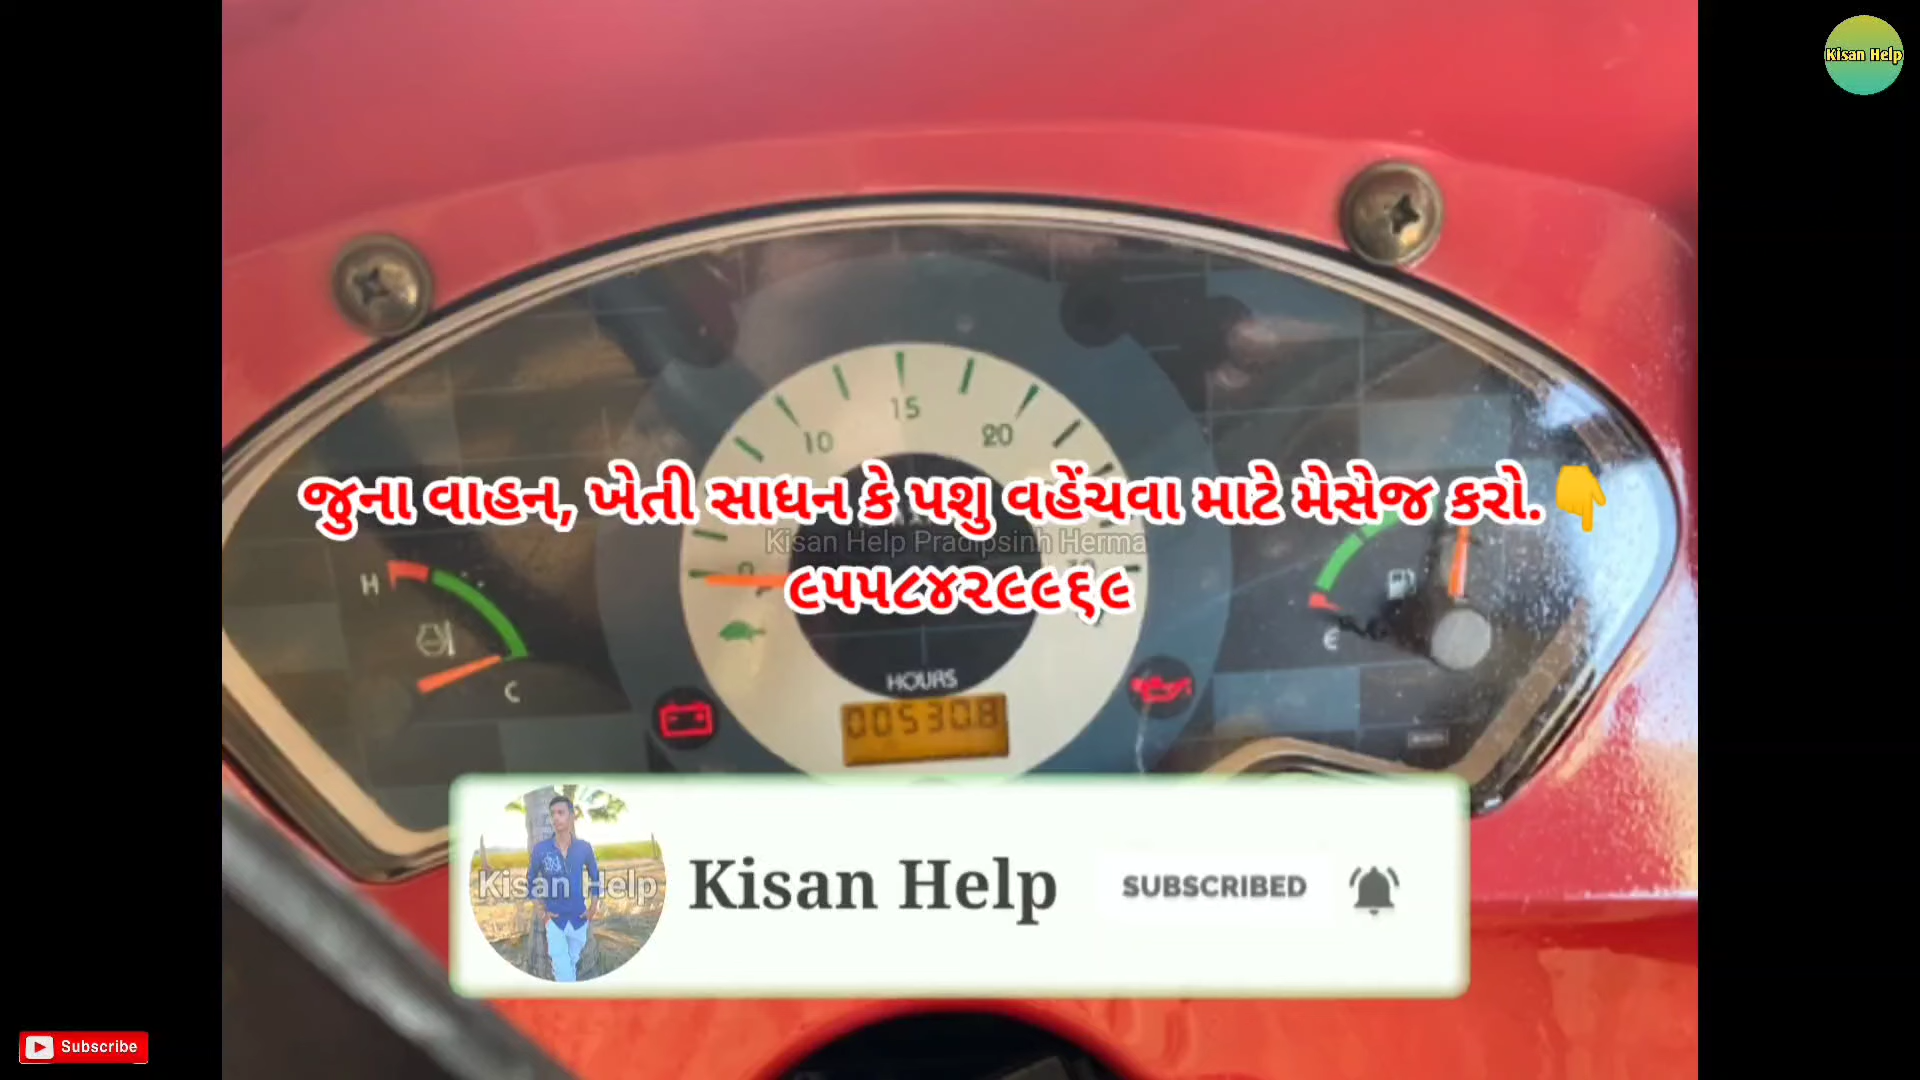 Kisan Help
જુના વાહન, ખેતી સાધન કે પશુ વહેંચવા માટે મેસેજ કરો.👇
Kisan Help Pradipsinh Herma
૯૫૫૮૪૨૯૯૬૯
10
15
20
0
H
C
E
HOURS
005308
Kisan Help
Kisan Help
SUBSCRIBED
Subscribe